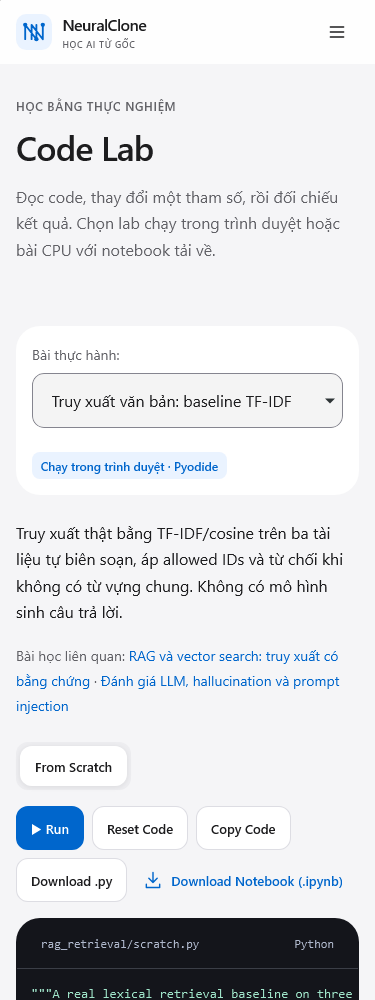 NeuralClone
HỌC AI TỪ GỐC
HỌC BẰNG THỰC NGHIỆM
Code Lab
Đọc code, thay đổi một tham số, rồi đối chiếu
kết quả. Chọn lab chạy trong trình duyệt hoặc
bài CPU với notebook tải về.
Bài thực hành:
Truy xuất văn bản: baseline TF-IDF
Chạy trong trình duyệt · Pyodide
Truy xuất thật bằng TF-IDF/cosine trên ba tài
liệu tự biên soạn, áp allowed IDs và từ chối khi
không có từ vựng chung. Không có mô hình
sinh câu trả lời.
Bài học liên quan: RAG và vector search: truy xuất có
bằng chứng · Đánh giá LLM, hallucination và prompt
injection
From Scratch
▶ Run
Reset Code
Copy Code
Download .py
Download Notebook (.ipynb)
rag_retrieval/scratch.py
Python
"""A real lexical retrieval baseline on three